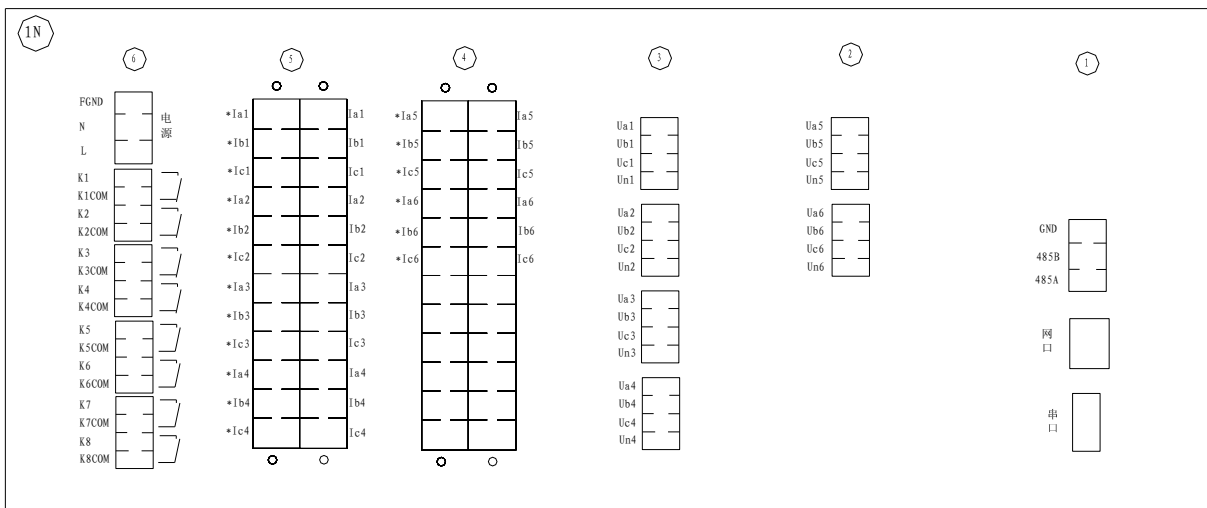 1N
6
FGND
N
L
电源
K1
K1COM
K2
K2COM
K3
K3COM
K4
K4COM
K5
K5COM
K6
K6COM
K7
K7COM
K8
K8COM
5
*Ia1 Ia1
*Ib1 Ib1
*Ic1 Ic1
*Ia2 Ia2
*Ib2 Ib2
*Ic2 Ic2
*Ia3 Ia3
*Ib3 Ib3
*Ic3 Ic3
*Ia4 Ia4
*Ib4 Ib4
*Ic4 Ic4
4
*Ia5 Ia5
*Ib5 Ib5
*Ic5 Ic5
*Ia6 Ia6
*Ib6 Ib6
*Ic6 Ic6
3
Ua1
Ub1
Uc1
Un1
Ua2
Ub2
Uc2
Un2
Ua3
Ub3
Uc3
Un3
Ua4
Ub4
Uc4
Un4
2
Ua5
Ub5
Uc5
Un5
Ua6
Ub6
Uc6
Un6
1
GND
485B
485A
网口
串口